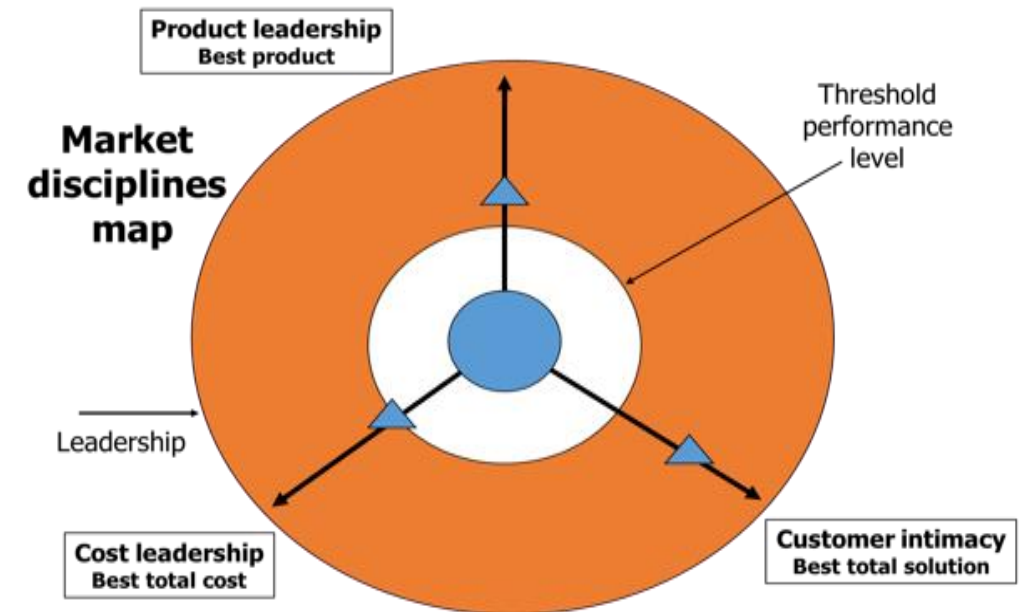 Product leadership
Best product
Market
disciplines
map
Threshold
performance
level
Leadership
Cost leadership
Best total cost
Customer intimacy
Best total solution